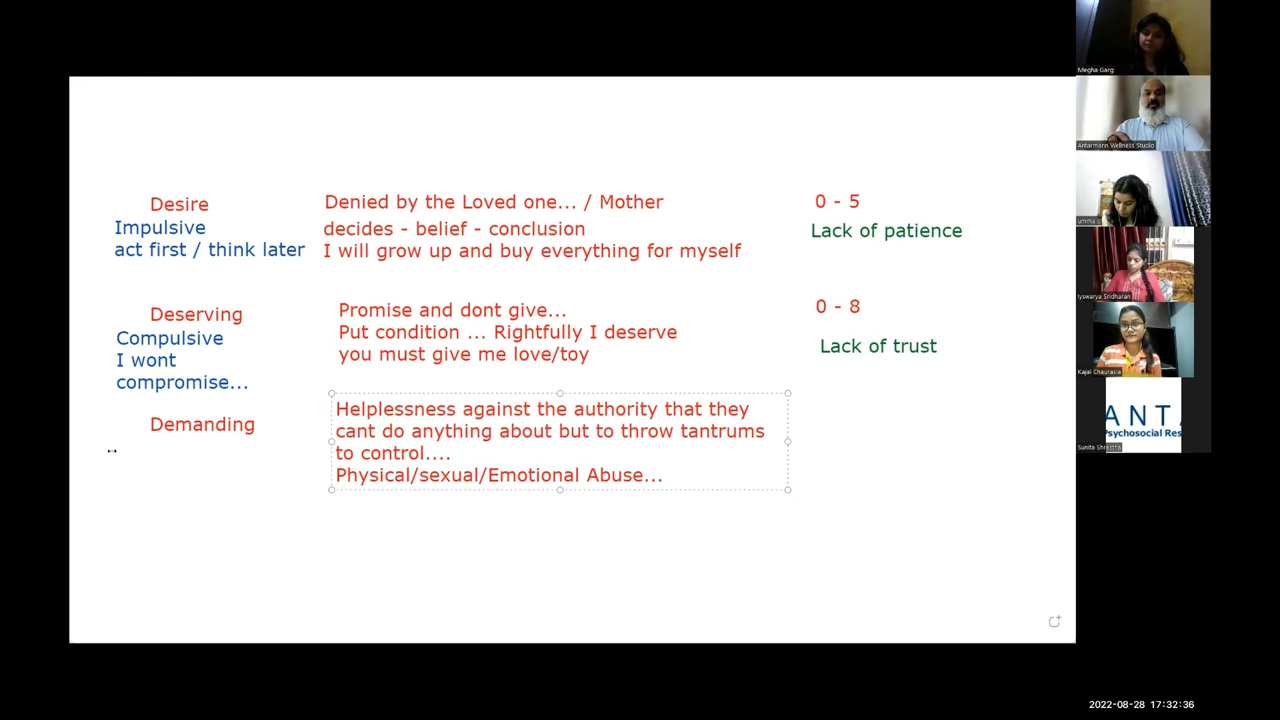 Desire
Denied by the Loved one... / Mother
0 - 5
Impulsive
decides - belief - conclusion
Lack of patience
act first / think later
I will grow up and buy everything for myself
Deserving
Promise and dont give...
0 - 8
Compulsive
Put condition ... Rightfully I deserve
Lack of trust
I wont
you must give me love/toy
compromise...
Demanding
Helplessness against the authority that they
cant do anything about but to throw tantrums
to control....
Physical/sexual/Emotional Abuse...
Megha Garg
Antarmann Wellness Studio
Iyswarya Sridharan
Kajal Chaurasia
ANTA
Psychosocial Res
Sunita Shrestha
2022-08-28 17:32:36